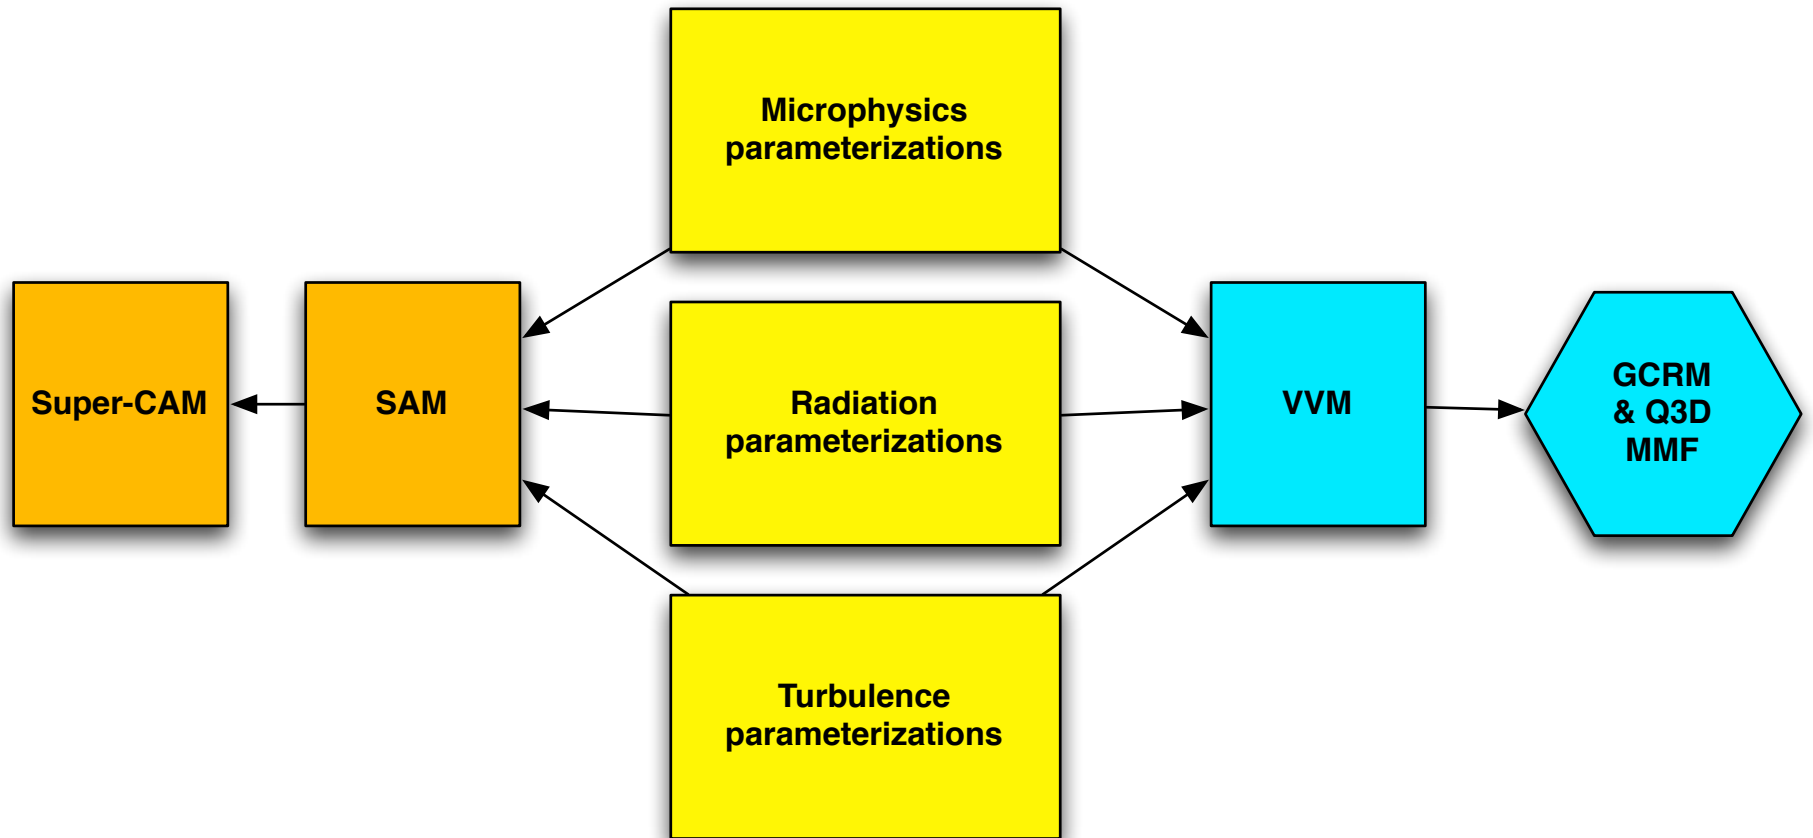 Microphysics
parameterizations
Super-CAM
SAM
Radiation
parameterizations
VVM
GCRM
& Q3D
MMF
Turbulence
parameterizations